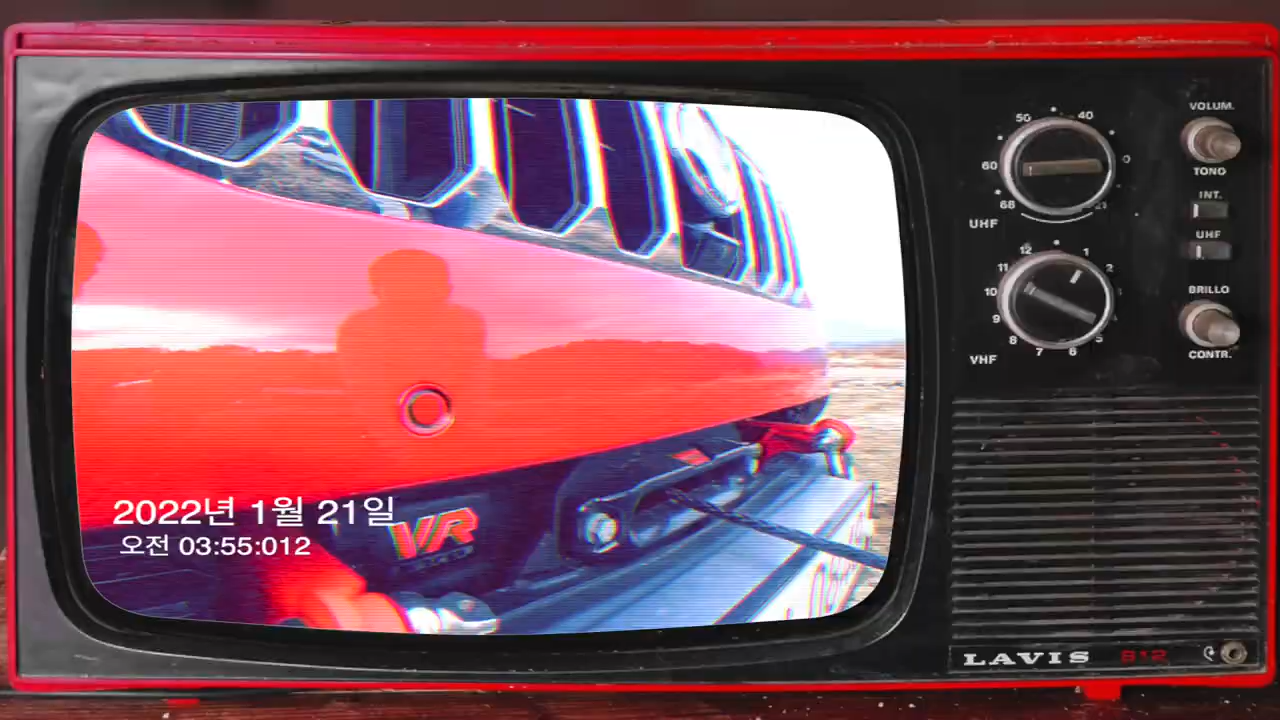 2022년 1월 21일
오전 03:55:012
VR
VOLUM.
TONO
INT.
UHF
BRILLO
CONTR.
50
40
60
0
68
21
UHF
12
1
11
2
10
9
8
7
6
5
VHF
LAVIS 812